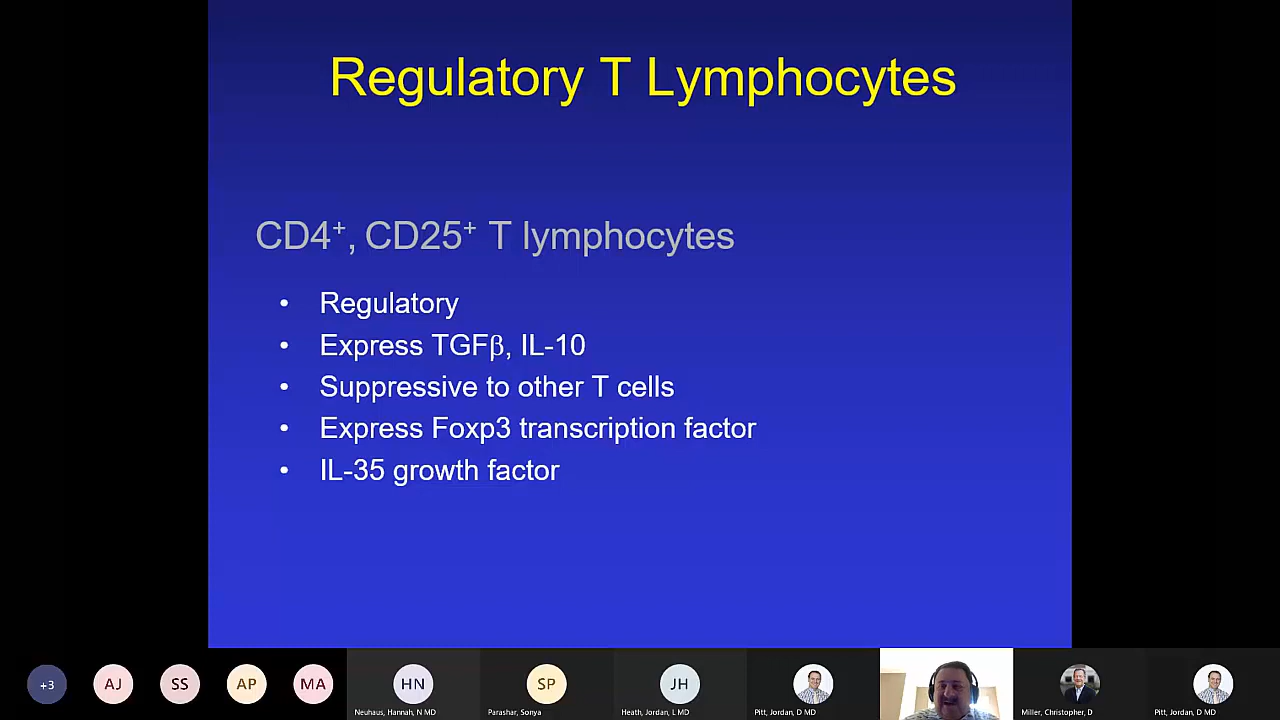 Regulatory T Lymphocytes
CD4⁺, CD25⁺ T lymphocytes
• Regulatory
• Express TGFβ, IL-10
• Suppressive to other T cells
• Express Foxp3 transcription factor
• IL-35 growth factor
+3
AJ
SS
AP
MA
HN
SP
JH
Neuhaus, Hannah, N MD
Parashar, Sonya
Heath, Jordan, L MD
Pitt, Jordan, D MD
Miller, Christopher, D
Pitt, Jordan, D MD